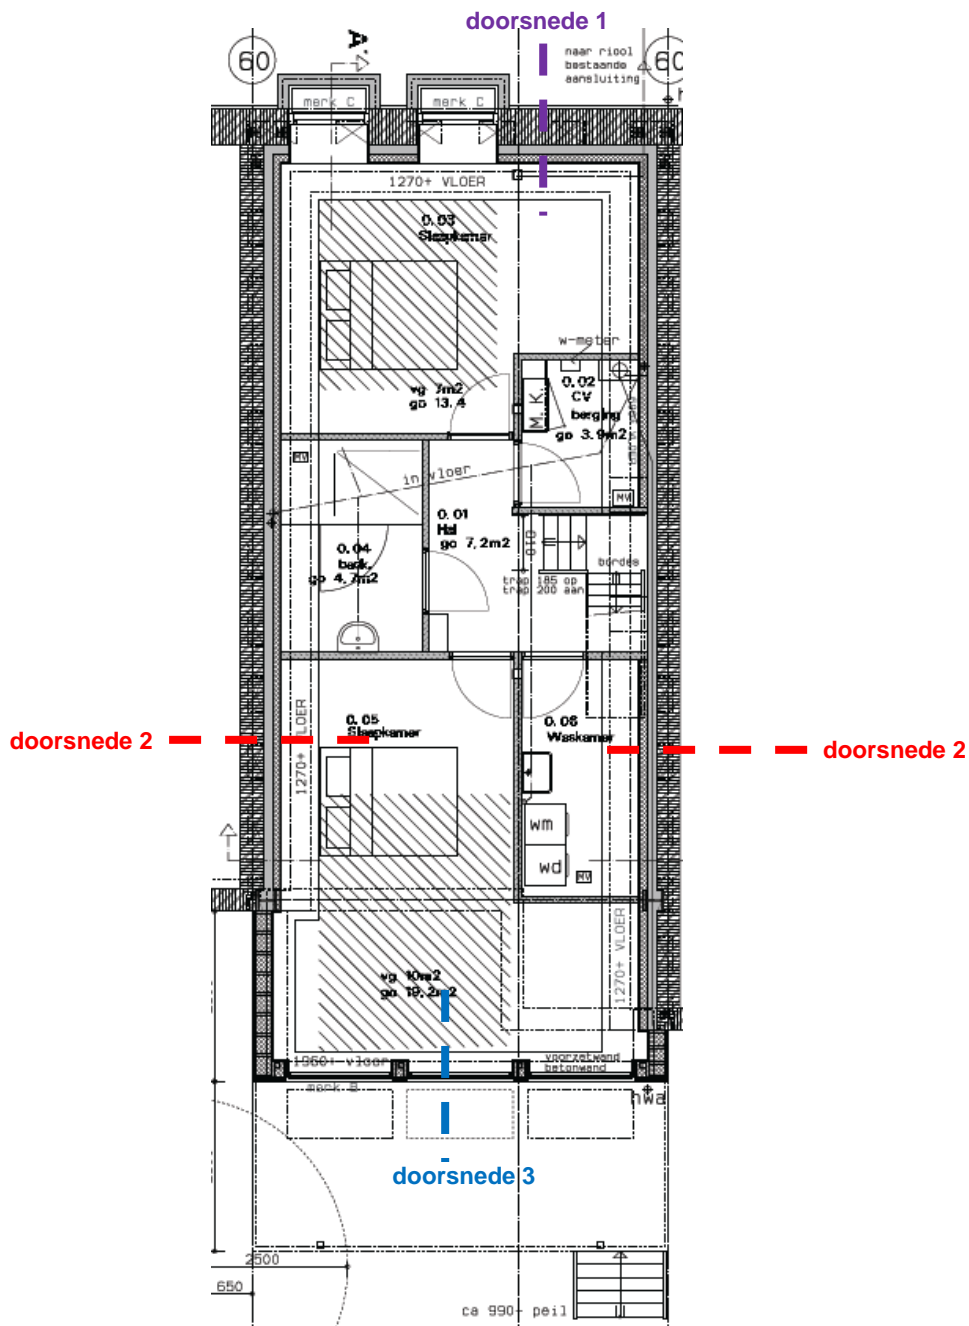 doorsnede 1
A'
naar riool
bestaande
aansluiting
60
60
merk C
merk C
1270+ VLOER
0.03
Slaapkamer
w-meter
0.02
CV
berging
go 3.9m2
M.K.
vg 7m2
go 13.4
MV
in vloer
MV
0.01
Hal
go 7,2m2
0.04
badk.
go 4,7m2
bordes
trap 185 op
trap 200 aan
1270+ VLOER
0.05
Slaapkamer
0.06
Waskamer
doorsnede 2
doorsnede 2
wm
wd
MV
1270+ VLOER
vg 10m2
go 19,2m2
1360+ vloer
voorzetwand
betonwand
merk B
hwa
doorsnede 3
2500
650
ca 990- peil